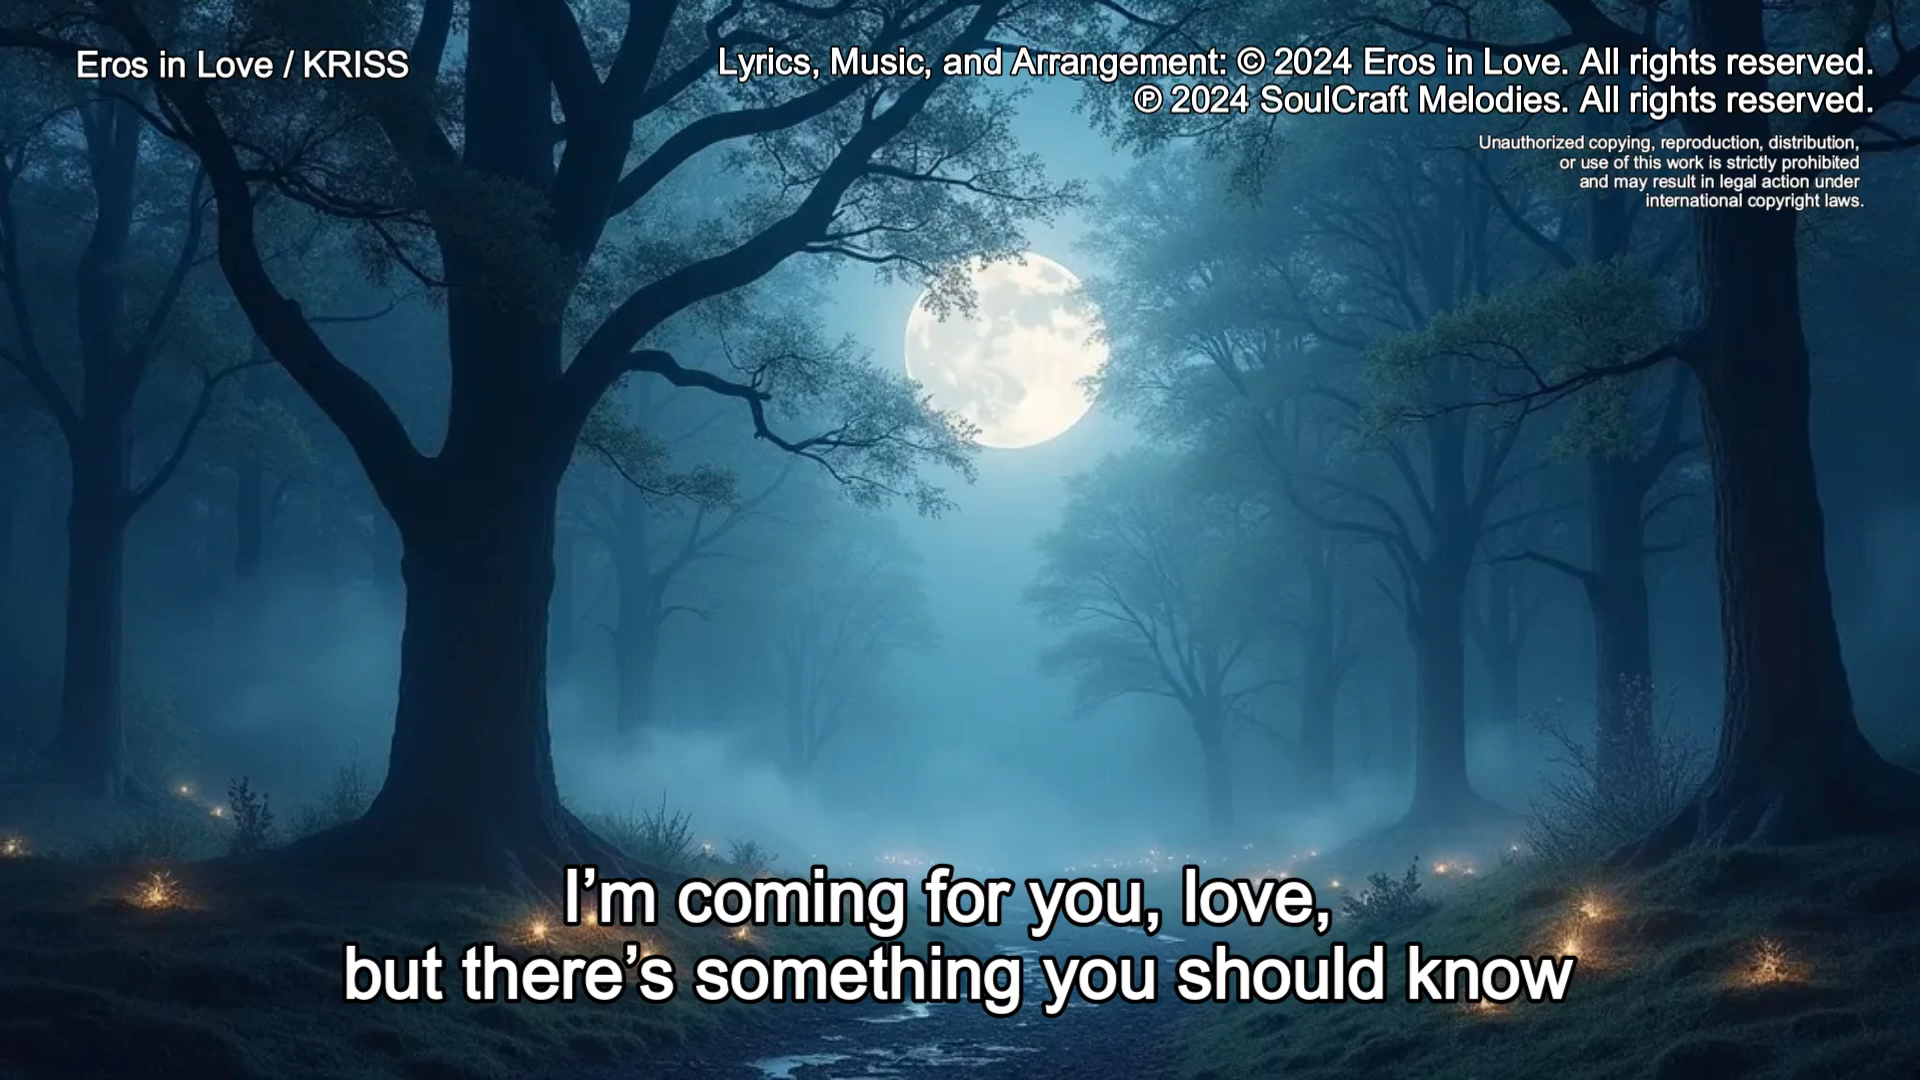 Eros in Love / KRISS
Lyrics, Music, and Arrangement: © 2024 Eros in Love. All rights reserved.
℗ 2024 SoulCraft Melodies. All rights reserved.
Unauthorized copying, reproduction, distribution,
or use of this work is strictly prohibited
and may result in legal action under
international copyright laws.
I’m coming for you, love,
but there’s something you should know